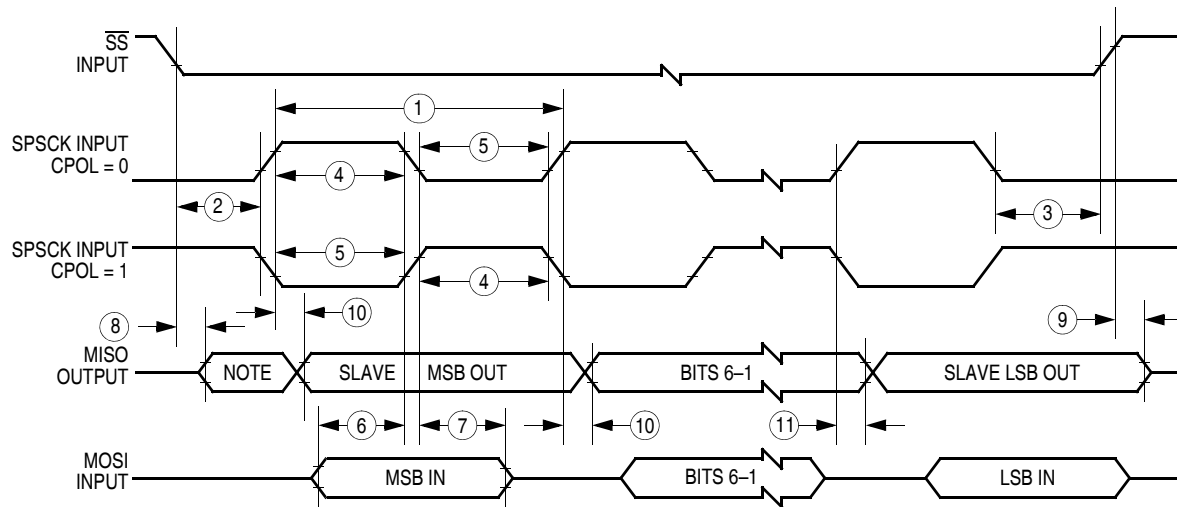 SS
INPUT
1
SPSCK INPUT
CPOL = 0
5
4
2
3
SPSCK INPUT
CPOL = 1
5
4
8
10
9
MISO
OUTPUT
NOTE
SLAVE MSB OUT
BITS 6–1
SLAVE LSB OUT
6
7
10
11
MOSI
INPUT
MSB IN
BITS 6–1
LSB IN